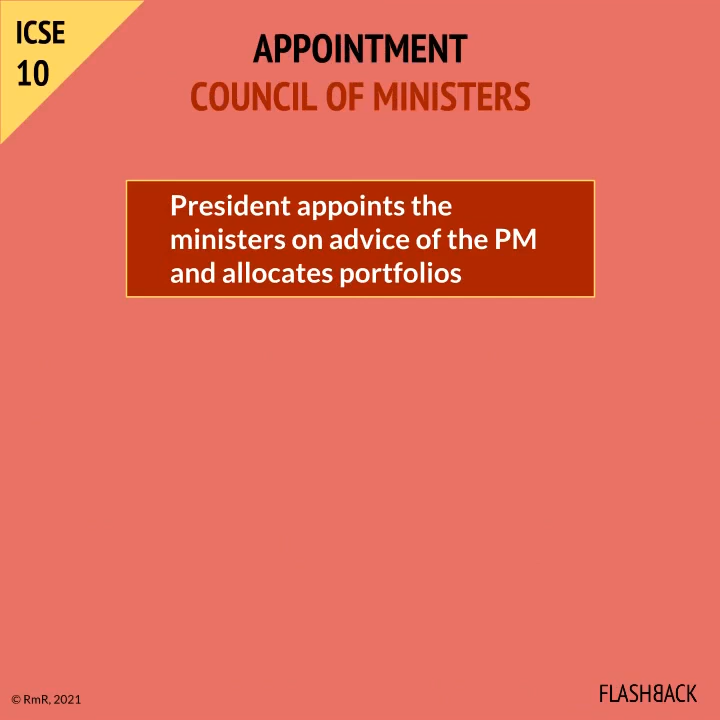 ICSE
10
APPOINTMENT
COUNCIL OF MINISTERS
President appoints the
ministers on advice of the PM
and allocates portfolios
© RmR, 2021
FLASHBACK